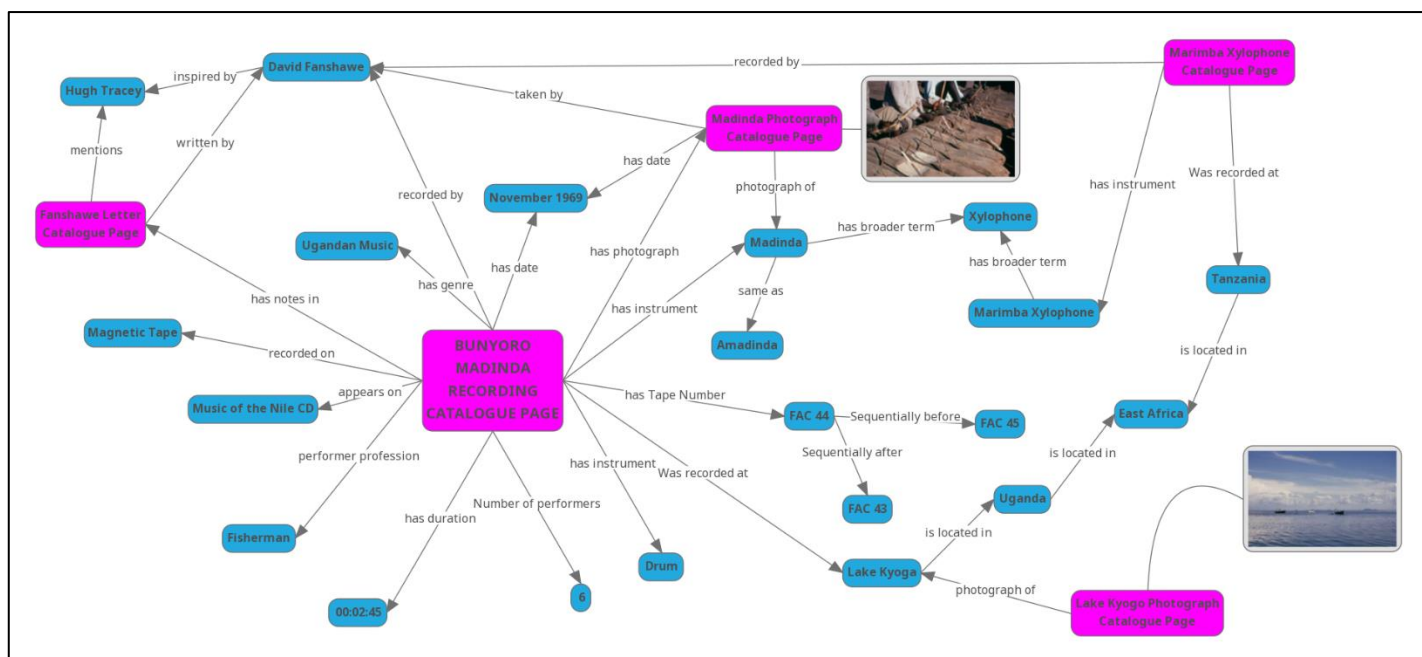 Marimba Xylophone
Catalogue Page
recorded by
David Fanshawe
inspired by
Hugh Tracey
taken by
Madinda Photograph
Catalogue Page
written by
mentions
has date
photograph of
has instrument
Was recorded at
November 1969
recorded by
Fanshawe Letter
Catalogue Page
Xylophone
has broader term
Ugandan Music
Madinda
has photograph
has date
has broader term
has genre
same as
Tanzania
has notes in
has instrument
Marimba Xylophone
Magnetic Tape
Amadinda
BUNYORO
MADINDA
RECORDING
CATALOGUE PAGE
recorded on
is located in
appears on
has Tape Number
Music of the Nile CD
FAC 44
Sequentially before
FAC 45
East Africa
performer profession
Sequentially after
is located in
has instrument
Was recorded at
Number of performers
Uganda
FAC 43
has duration
Fisherman
is located in
Drum
Lake Kyoga
photograph of
6
00:02:45
Lake Kyogo Photograph
Catalogue Page